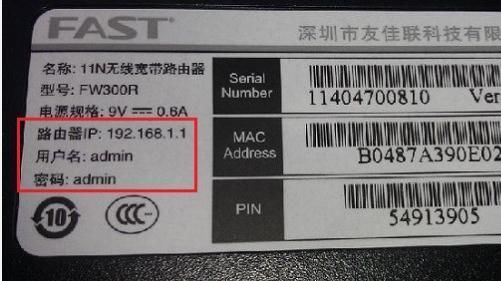 FAST
深圳市友佳联科技有限
名称: 11N无线宽带路由器
型号: FW300R
电源规格: 9V ⎓ 0.6A
路由器IP: 192.168.1.1
用户名: admin
密码: admin
10
CCC
Serial Number
11404700810 Ver
MAC Address
B0487A390E02
PIN
54913905